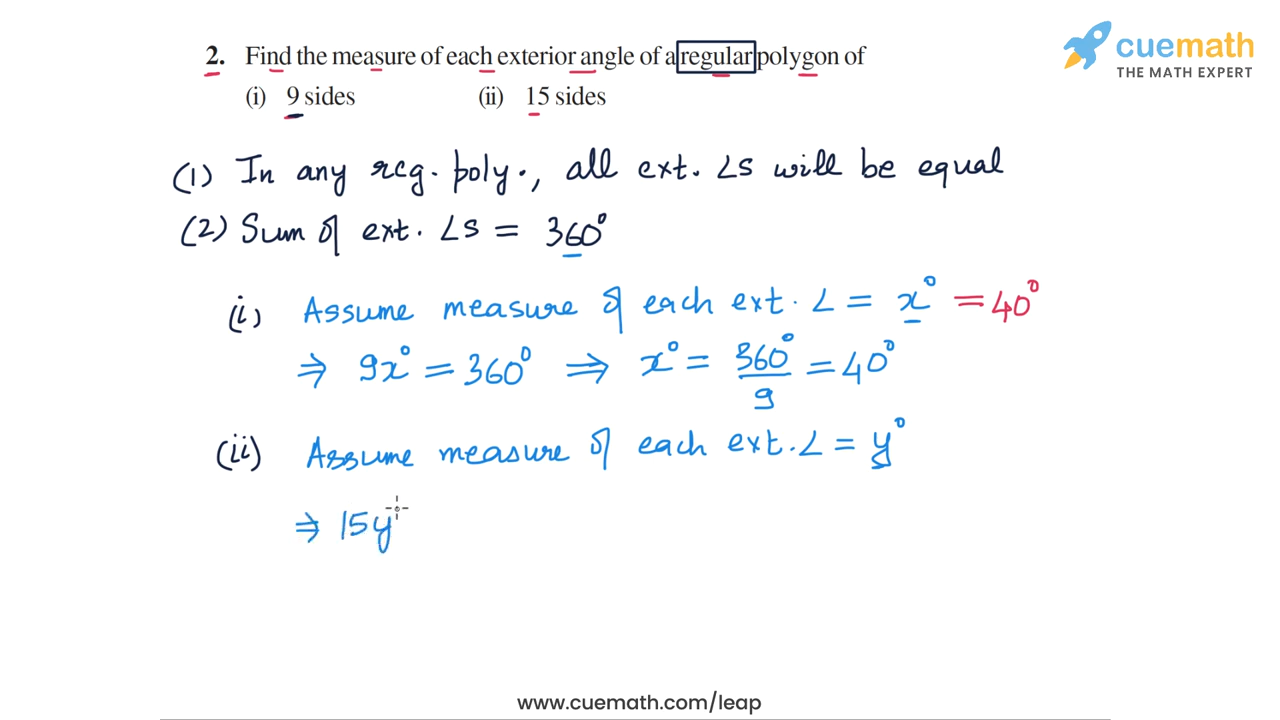 2. Find the measure of each exterior angle of a regular polygon of
(i) 9 sides (ii) 15 sides
cuemath
THE MATH EXPERT
(1) In any reg. poly., all ext. ∠s will be equal
(2) Sum of ext. ∠s = 360°
(i) Assume measure of each ext. ∠ = x° = 40°
⇒ 9x° = 360° ⇒ x° = 360°/9 = 40°
(ii) Assume measure of each ext. ∠ = y°
⇒ 15y
www.cuemath.com/leap